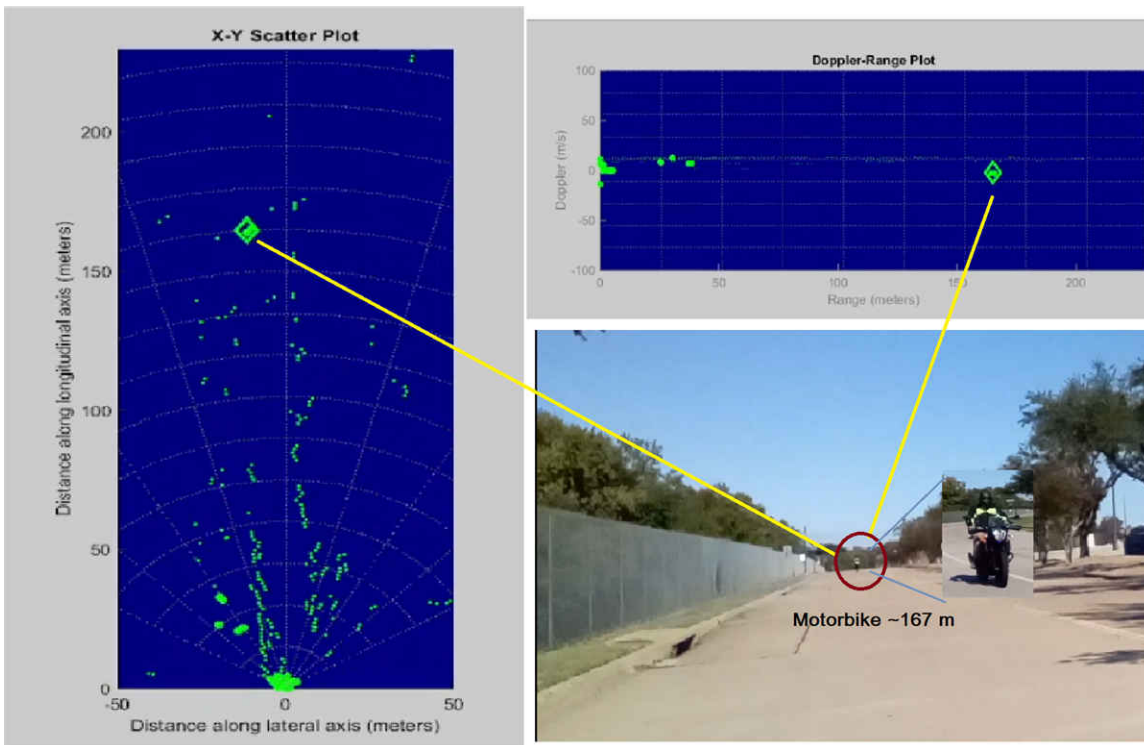 X-Y Scatter Plot
Distance along longitudinal axis (meters)
200
150
100
50
0
-50
0
50
Distance along lateral axis (meters)
Doppler-Range Plot
Doppler (m/s)
100
50
0
-50
-100
0
50
100
150
200
Range (meters)
Motorbike ~167 m